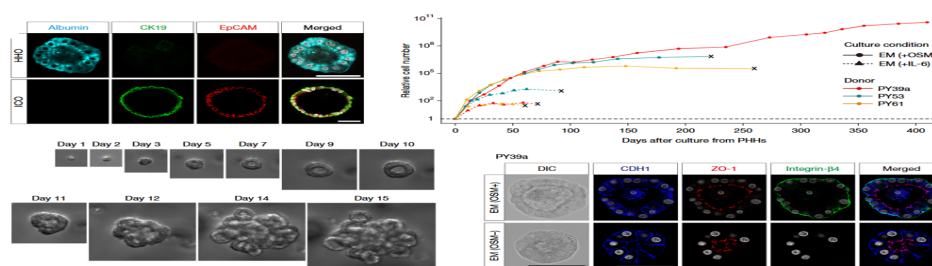 Albumin CK19 EpCAM Merged
HHO
ICO
Day 1 Day 2 Day 3 Day 5 Day 7 Day 9 Day 10
Day 11 Day 12 Day 14 Day 15
Relative cell number
10¹¹
10⁸
10⁵
10²
1
0 50 100 150 200 250 300 350 400
Days after culture from PHHs
Culture condition
EM (+OSM)
EM (+IL-6)
Donor
PY39a
PY53
PY61
PY39a
DIC CDH1 ZO-1 Integrin-β4 Merged
EM (OSM+)
EM (OSM-)